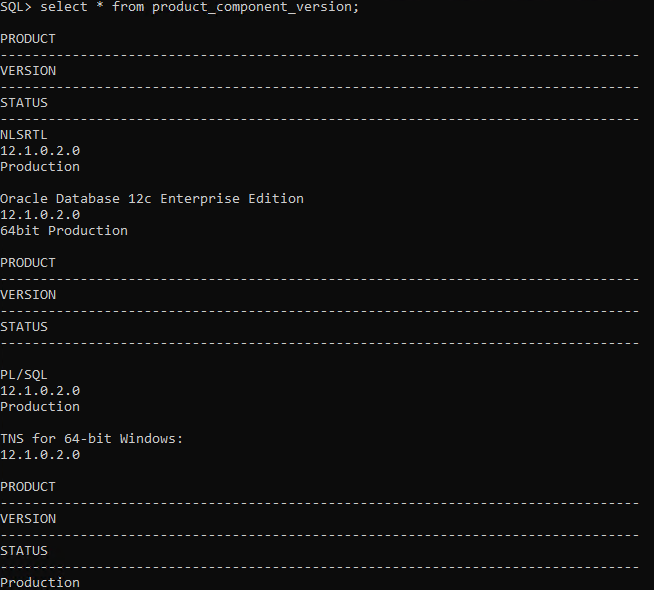 SQL> select * from product_component_version;
PRODUCT
--------------------------------------------------------------------------------
VERSION
--------------------------------------------------------------------------------
STATUS
--------------------------------------------------------------------------------
NLSRTL
12.1.0.2.0
Production
Oracle Database 12c Enterprise Edition
12.1.0.2.0
64bit Production
PRODUCT
--------------------------------------------------------------------------------
VERSION
--------------------------------------------------------------------------------
STATUS
--------------------------------------------------------------------------------
PL/SQL
12.1.0.2.0
Production
TNS for 64-bit Windows:
12.1.0.2.0
PRODUCT
--------------------------------------------------------------------------------
VERSION
--------------------------------------------------------------------------------
STATUS
--------------------------------------------------------------------------------
Production